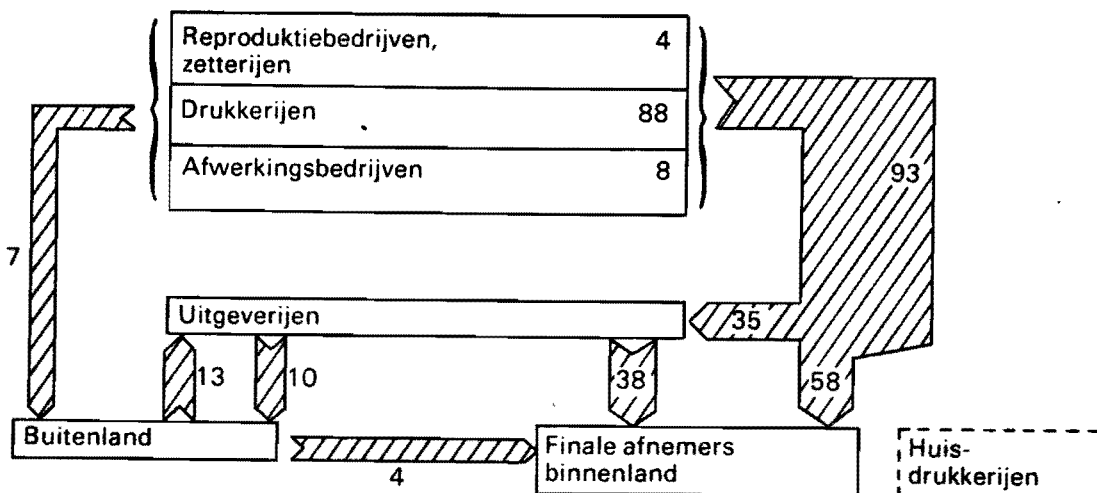 Reproduktiebedrijven, 4
zetterijen
Drukkerijen 88
Afwerkingsbedrijven 8
93
7
Uitgeverijen
35
13
10
38
58
Buitenland
4
Finale afnemers
binnenland
Huis-
drukkerijen